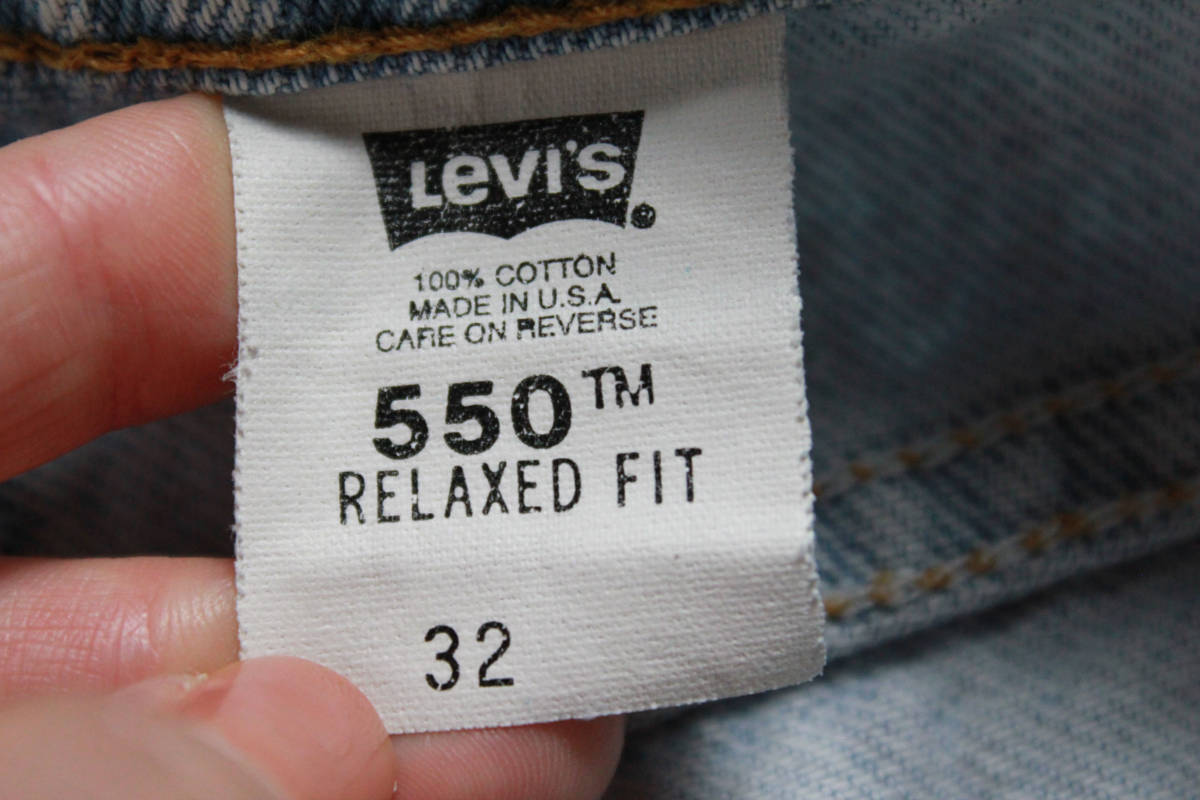 Levi's®
100% COTTON
MADE IN U.S.A.
CARE ON REVERSE
550™
RELAXED FIT
32